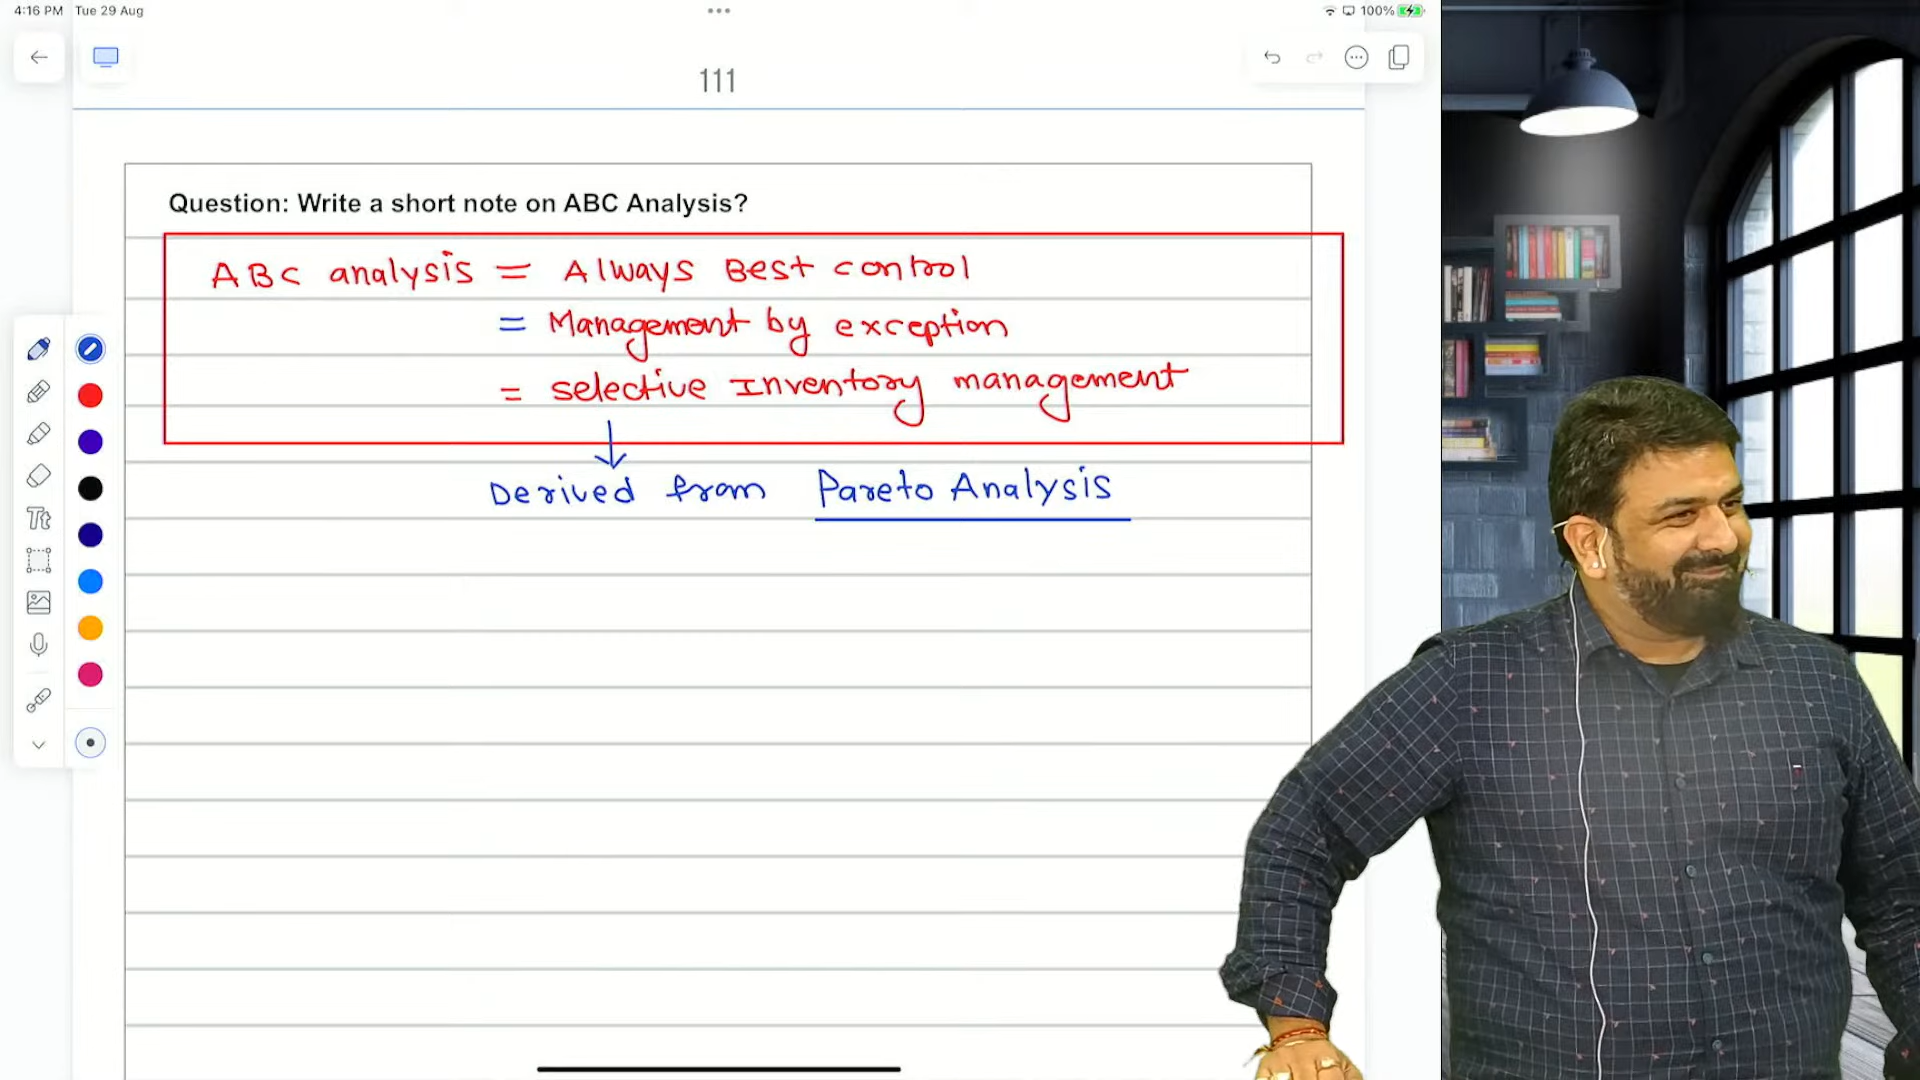 4:16 PM Tue 29 Aug
100%
111
Question: Write a short note on ABC Analysis?
ABC analysis = Always Best control
= Management by exception
= selective Inventory management
↓
Derived from Pareto Analysis
Tt